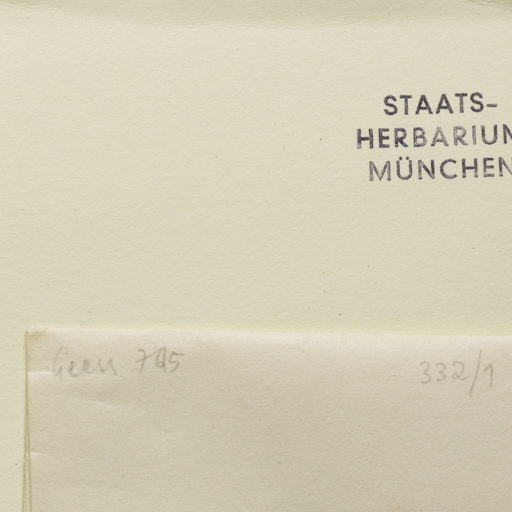 STAATS-
HERBARIUM
MÜNCHEN
332/1